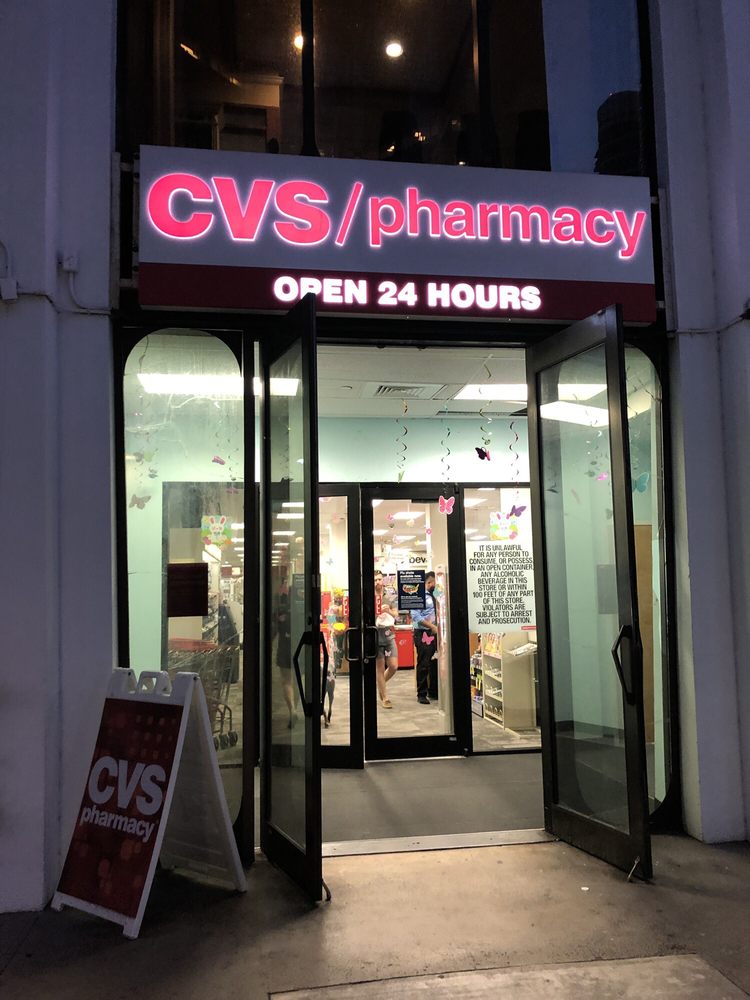 CVS/pharmacy
OPEN 24 HOURS
IT IS UNLAWFUL
FOR ANY PERSON TO
CONSUME, OR POSSESS,
IN AN OPEN CONTAINER,
ANY ALCOHOLIC
BEVERAGE IN THIS
STORE OR WITHIN
100 FEET OF ANY PART
OF THIS STORE.
VIOLATORS ARE
SUBJECT TO ARREST
AND PROSECUTION.
CVS
pharmacy